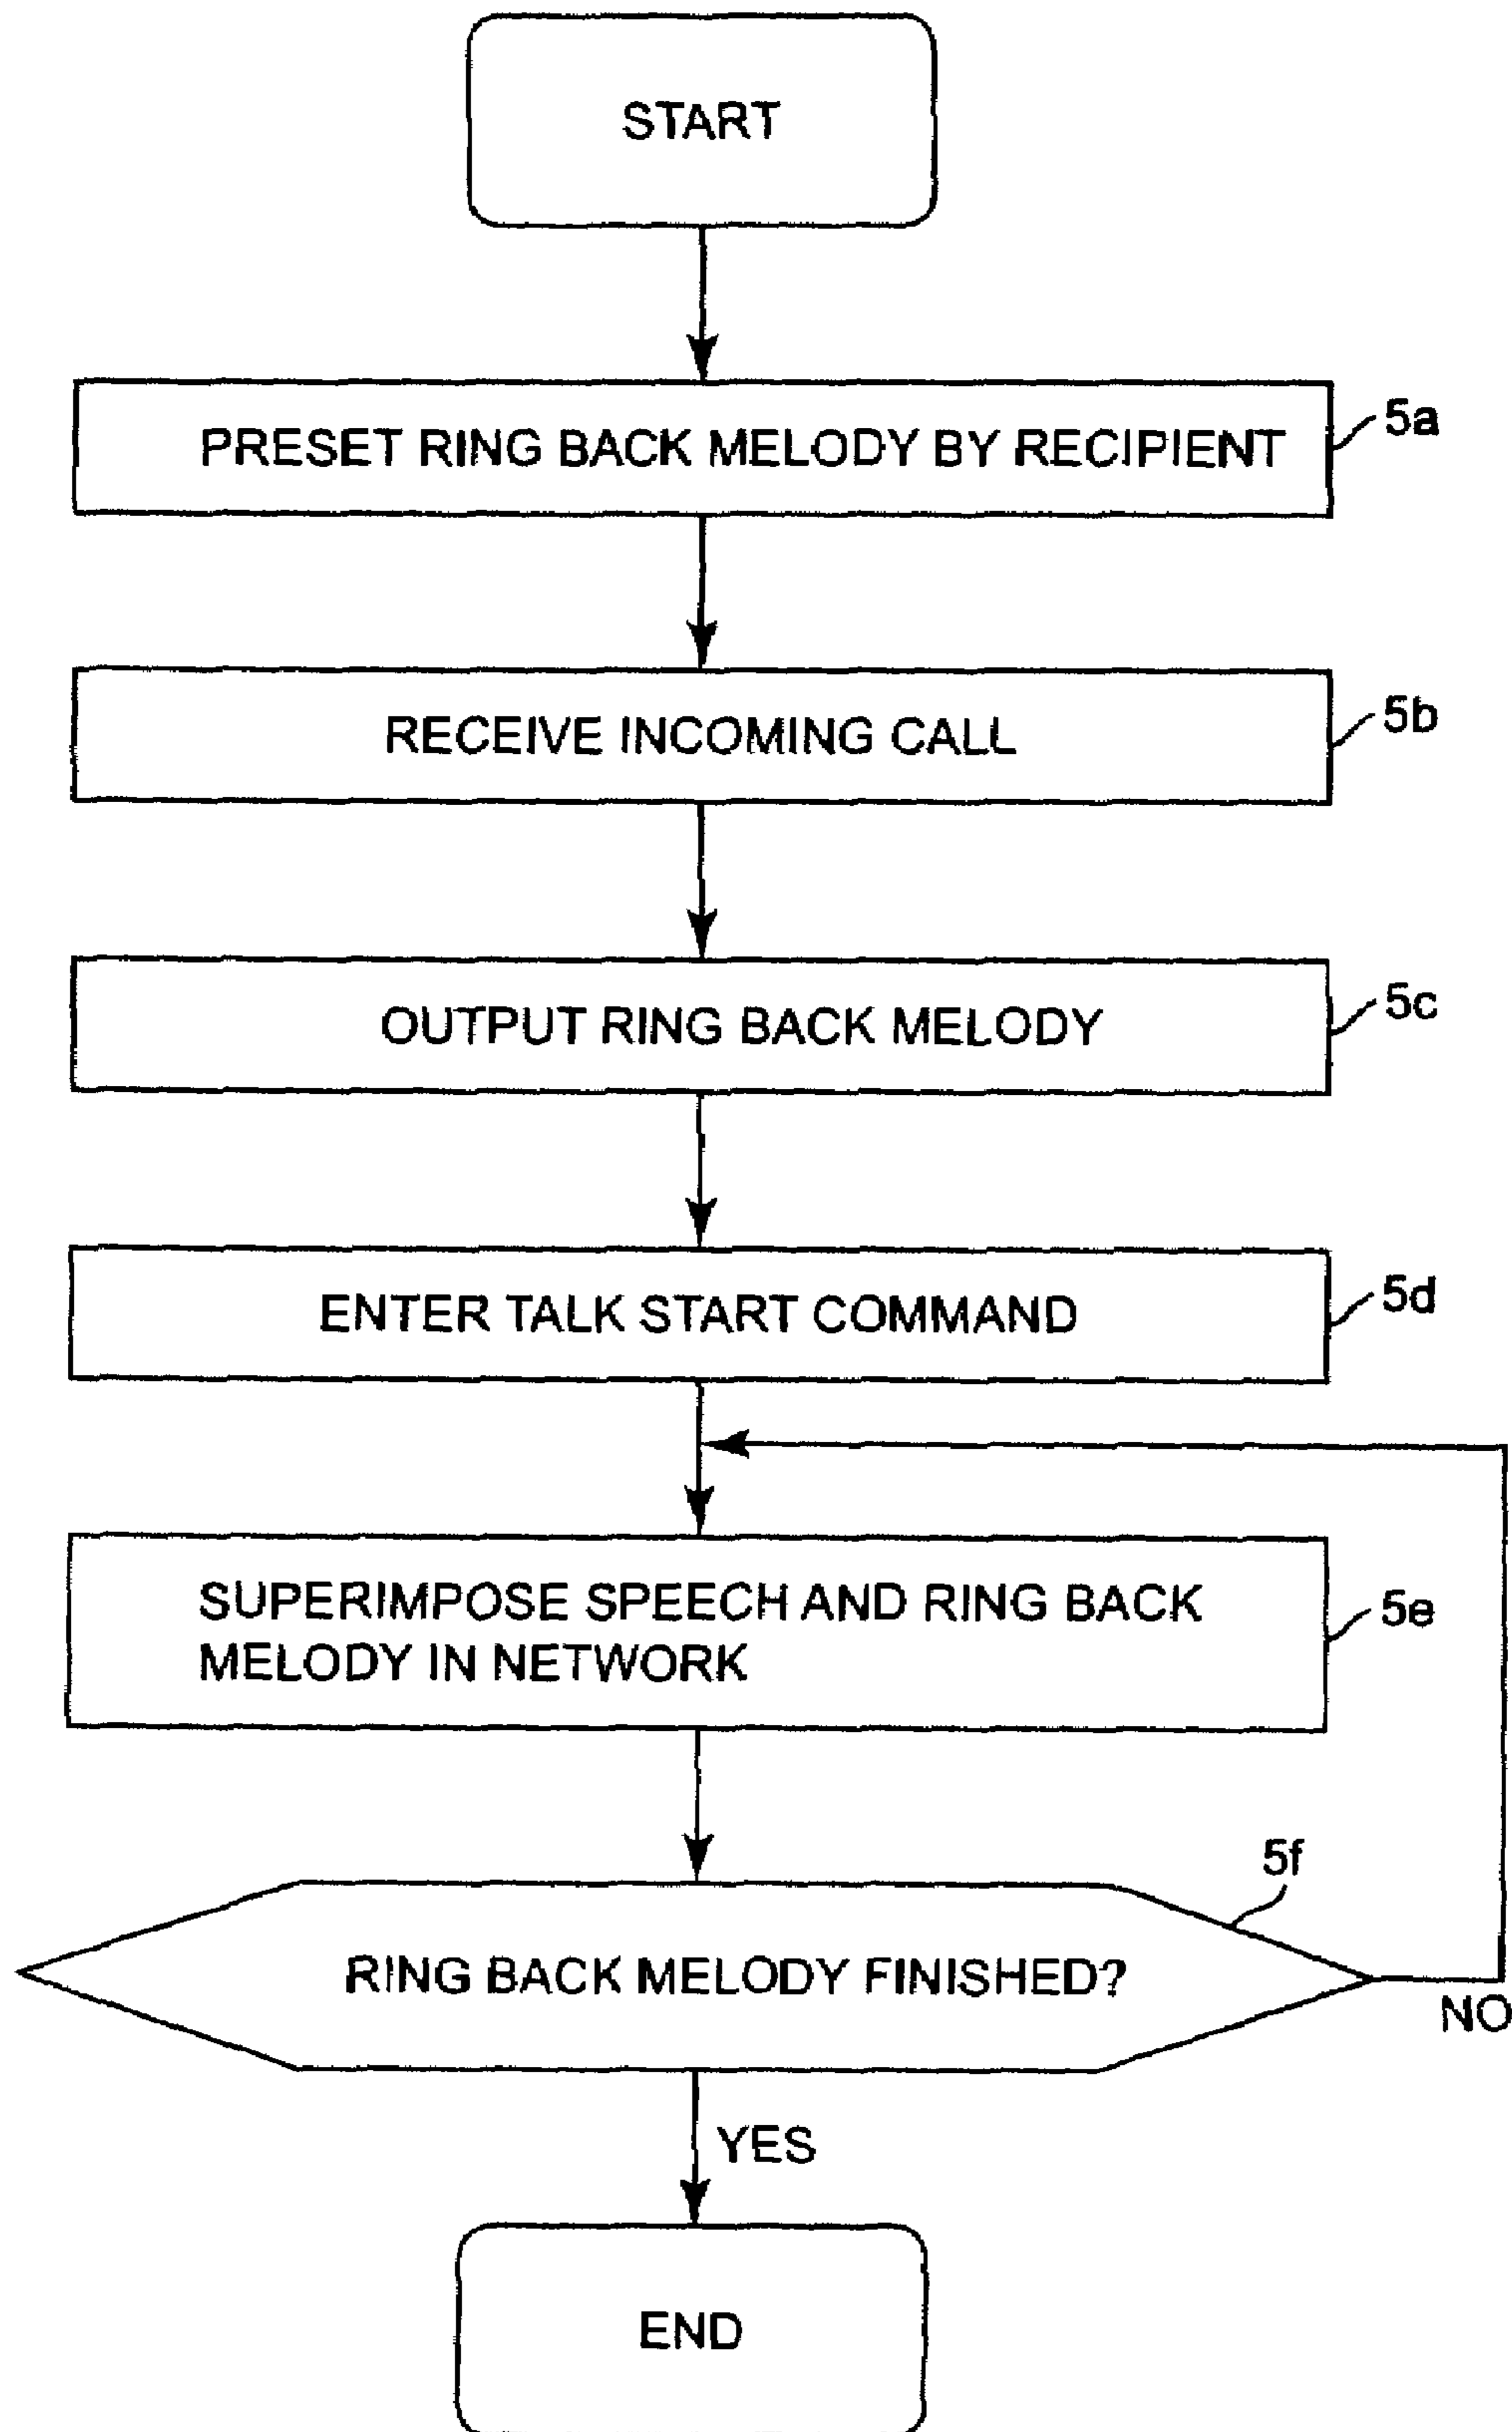 START
PRESET RING BACK MELODY BY RECIPIENT
5a
RECEIVE INCOMING CALL
5b
OUTPUT RING BACK MELODY
5c
ENTER TALK START COMMAND
5d
SUPERIMPOSE SPEECH AND RING BACK
MELODY IN NETWORK
5e
5f
RING BACK MELODY FINISHED?
NO
YES
END